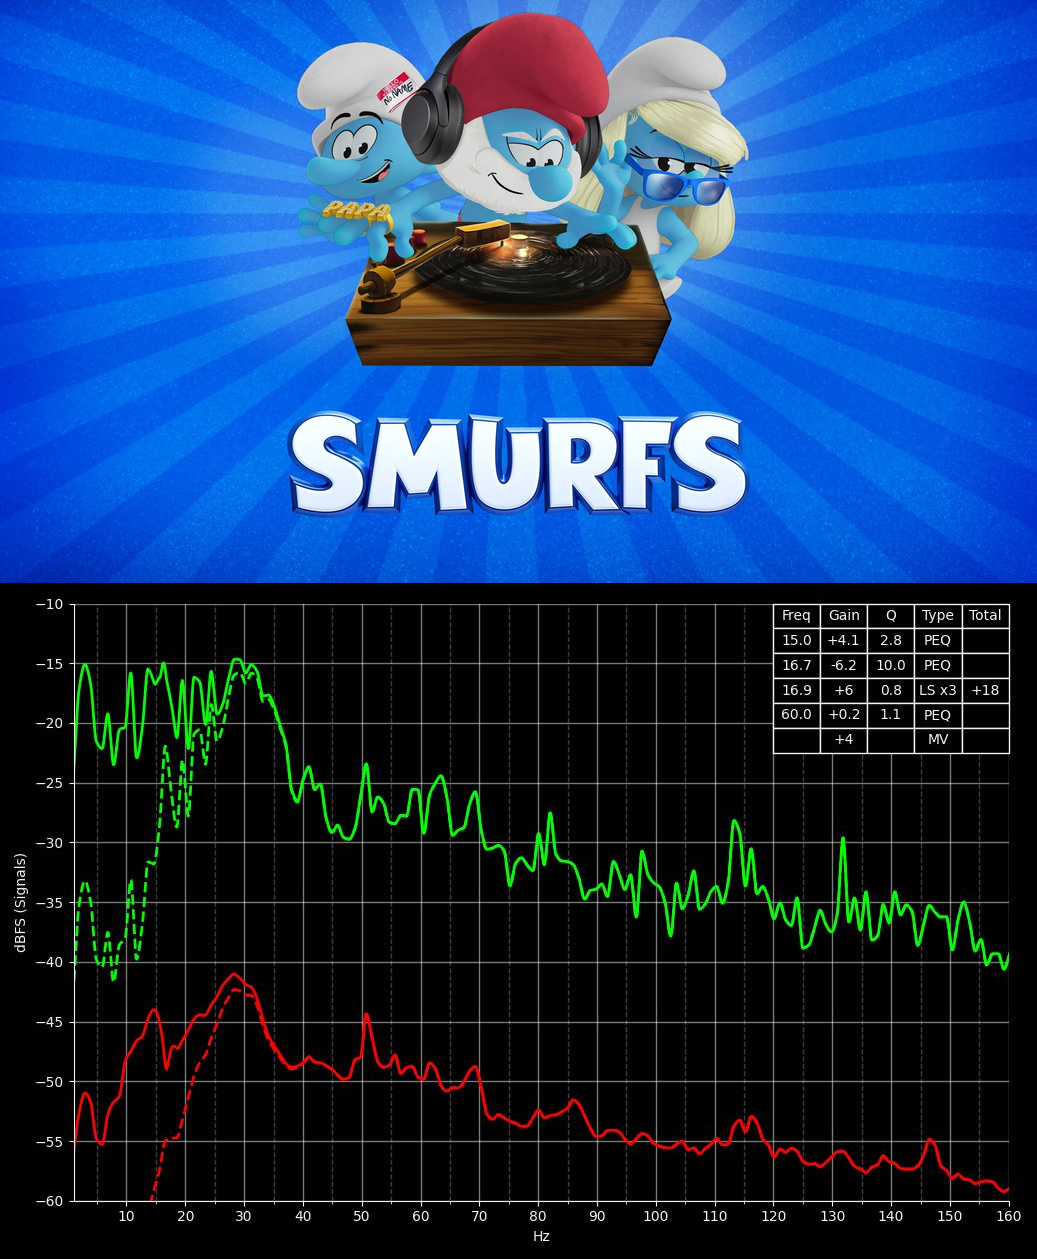 HELLO
No NAME
PAPA
SMURFS
Freq Gain Q Type Total
15.0 +4.1 2.8 PEQ
16.7 -6.2 10.0 PEQ
16.9 +6 0.8 LS x3 +18
60.0 +0.2 1.1 PEQ
+4 MV
dBFS (Signals)
−10
−15
−20
−25
−30
−35
−40
−45
−50
−55
−60
10 20 30 40 50 60 70 80 90 100 110 120 130 140 150 160
Hz